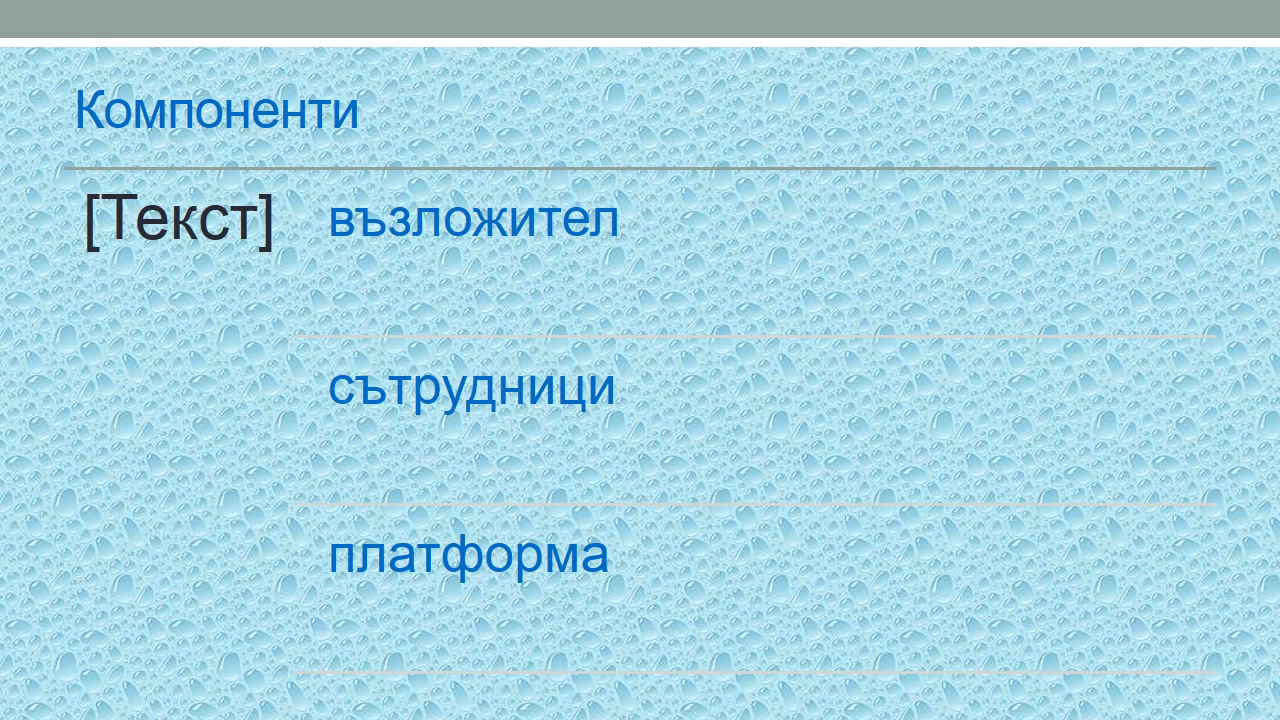 Компоненти
[Текст]
възложител
сътрудници
платформа